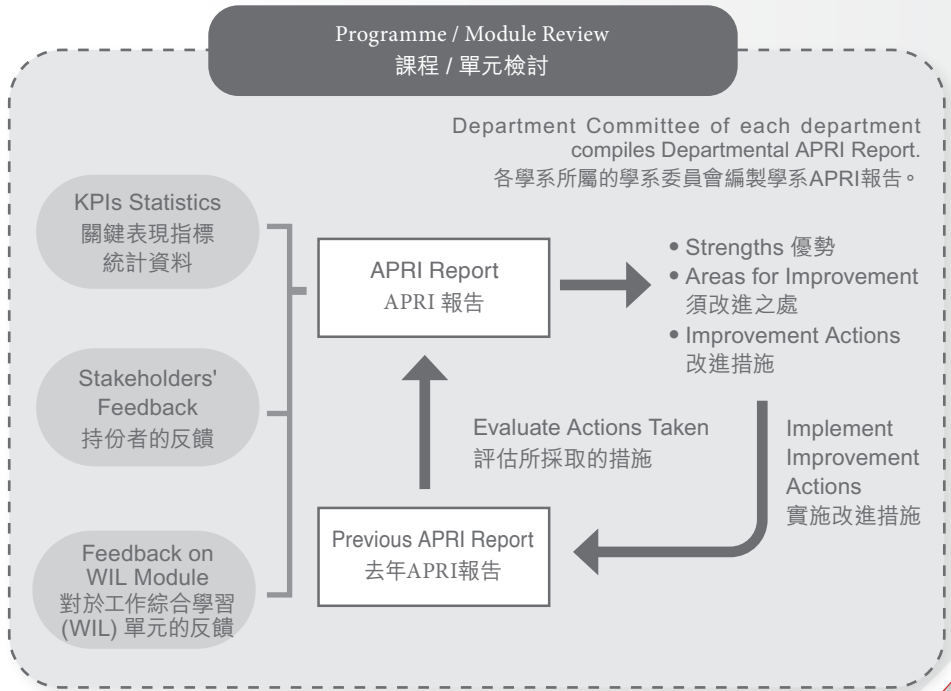 Programme / Module Review
課程 / 單元檢討
Department Committee of each department
compiles Departmental APRI Report.
各學系所屬的學系委員會編製學系APRI報告。
KPIs Statistics
關鍵表現指標
統計資料
Stakeholders'
Feedback
持份者的反饋
Feedback on
WIL Module
對於工作綜合學習
(WIL) 單元的反饋
APRI Report
APRI 報告
• Strengths 優勢
• Areas for Improvement
須改進之處
• Improvement Actions
改進措施
Evaluate Actions Taken
評估所採取的措施
Implement
Improvement
Actions
實施改進措施
Previous APRI Report
去年APRI報告